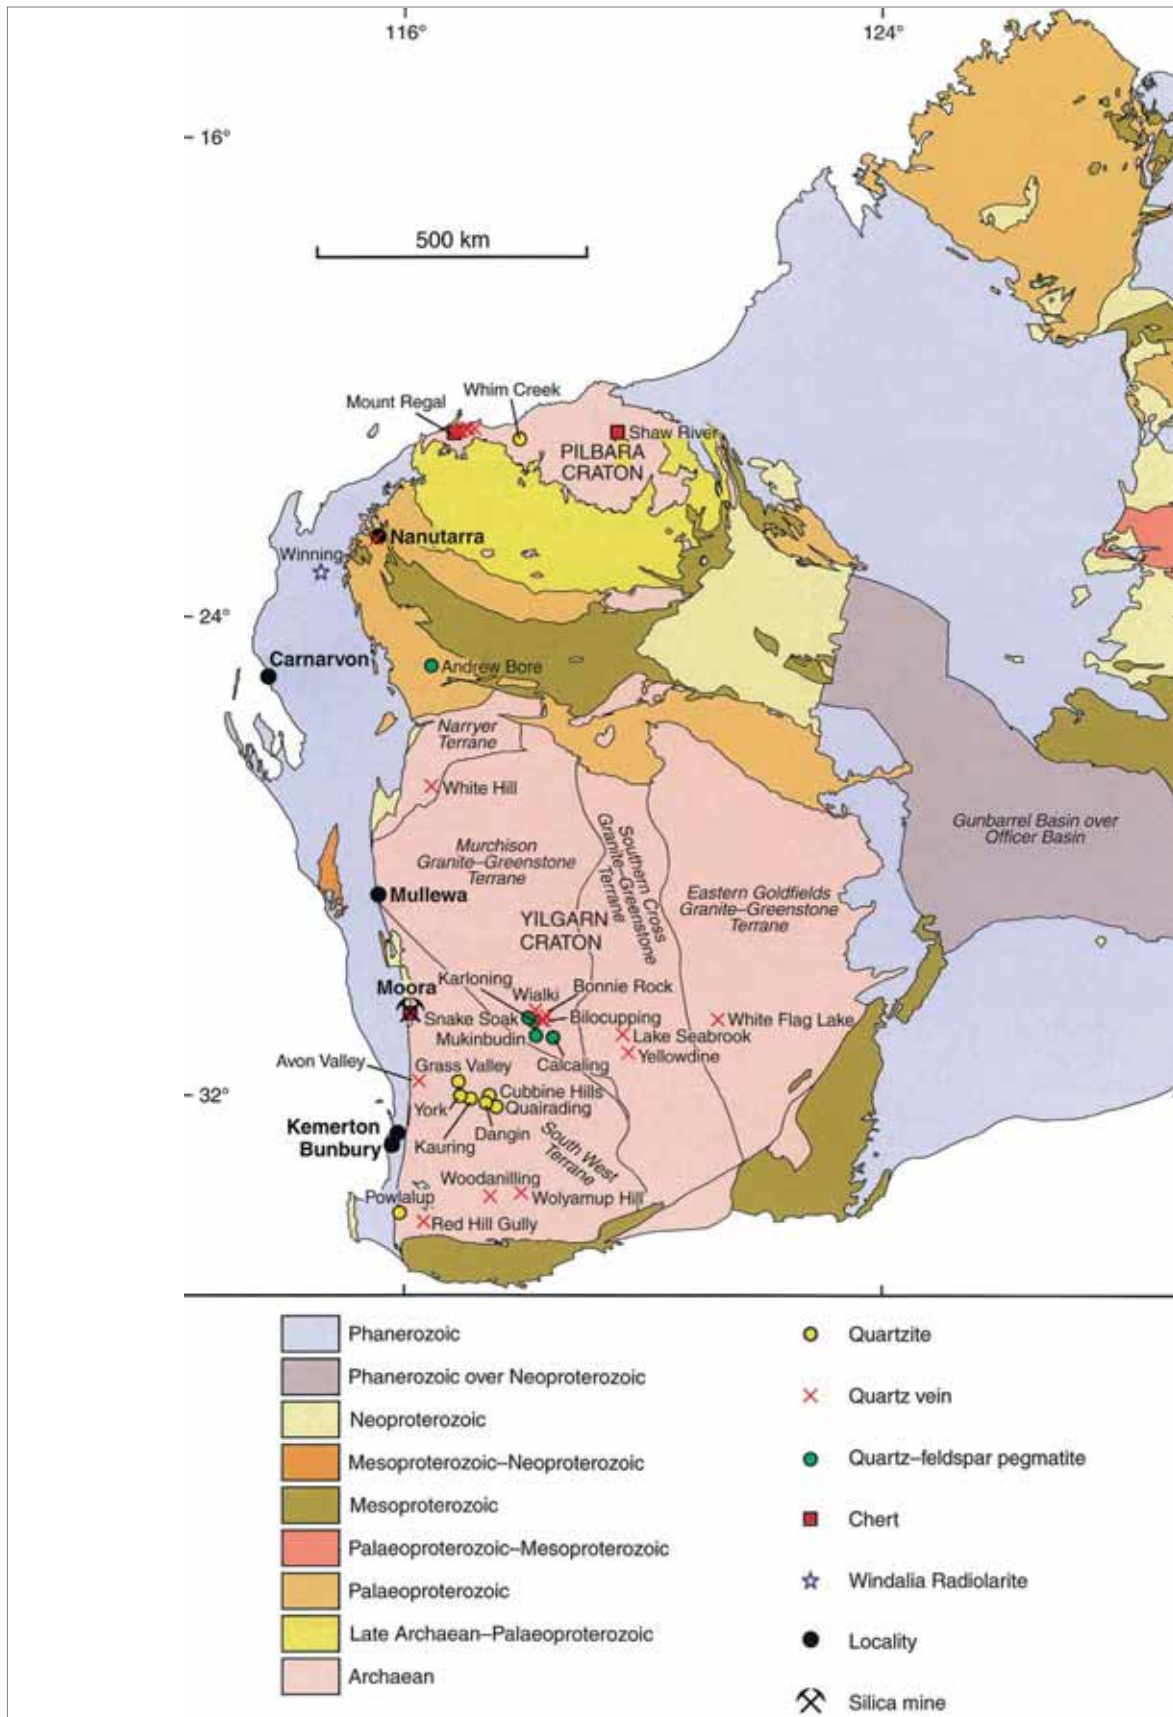 116°
124°
16°
500 km
Mount Regal
Whim Creek
Shaw River
PILBARA
CRATON
Nanutarra
Winning
24°
Carnarvon
Andrew Bore
Narryer
Terrane
White Hill
Gunbarrel Basin over
Officer Basin
Murchison
Granite–Greenstone
Terrane
Southern Cross
Granite–Greenstone
Terrane
Eastern Goldfields
Granite–Greenstone
Terrane
Mullewa
YILGARN
CRATON
Karloning
Bonnie Rock
Moora
Wialki
Snake Soak
Bilocupping
White Flag Lake
Mukinbudin
Lake Seabrook
Calcaling
Yellowdine
Avon Valley
Grass Valley
32°
Cubbine Hills
York
Quairading
Kemerton
Bunbury
Kauring
Dangin
South West
Terrane
Woodanilling
Powlalup
Wolyamup Hill
Red Hill Gully
Phanerozoic
Phanerozoic over Neoproterozoic
Neoproterozoic
Mesoproterozoic–Neoproterozoic
Mesoproterozoic
Palaeoproterozoic–Mesoproterozoic
Palaeoproterozoic
Late Archaean–Palaeoproterozoic
Archaean
Quartzite
Quartz vein
Quartz–feldspar pegmatite
Chert
Windalia Radiolarite
Locality
Silica mine